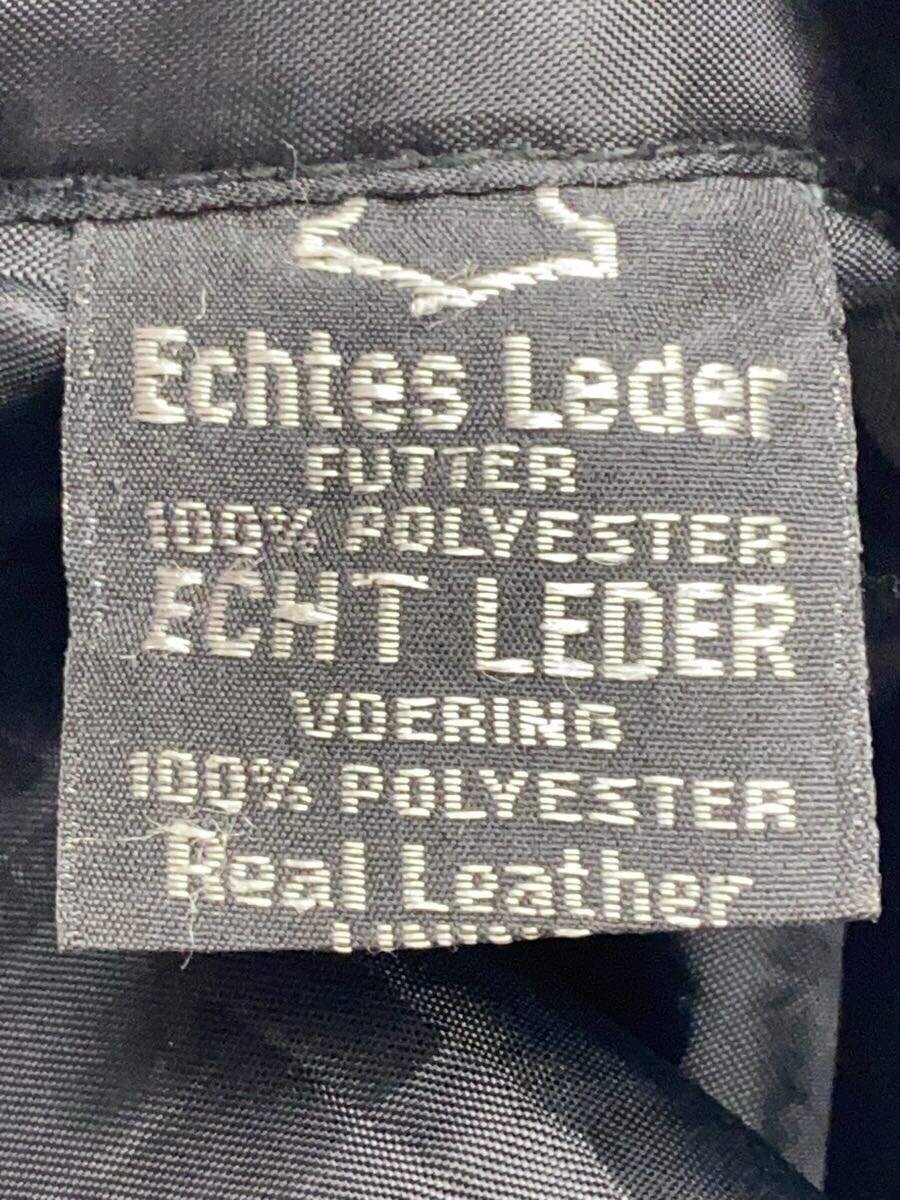 Echtes Leder
FUTTER
100% POLYESTER
ECHT LEDER
VOERING
100% POLYESTER
Real Leather